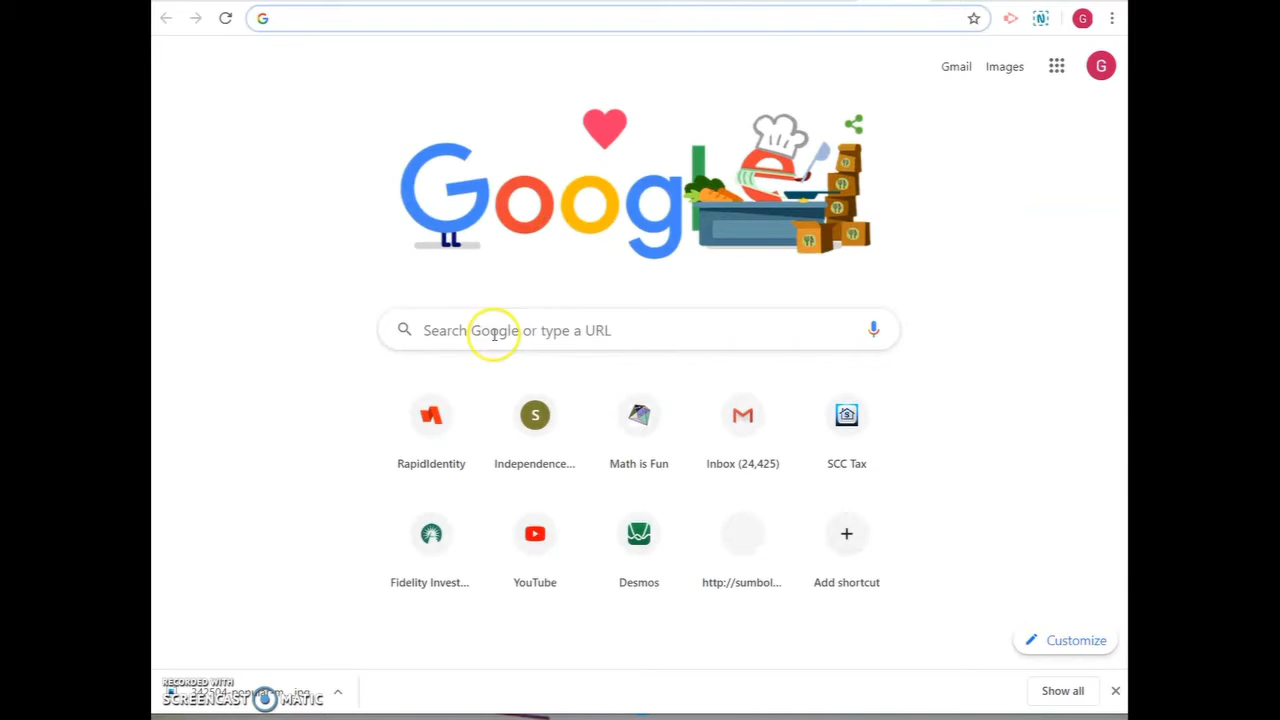 G
Gmail Images G
Google
Search Google or type a URL
S
RapidIdentity Independence... Math is Fun Inbox (24,425) SCC Tax
Fidelity Invest... YouTube Desmos http://sumbol... Add shortcut
Customize
RECORDED WITH
SCREENCAST MATIC
Show all